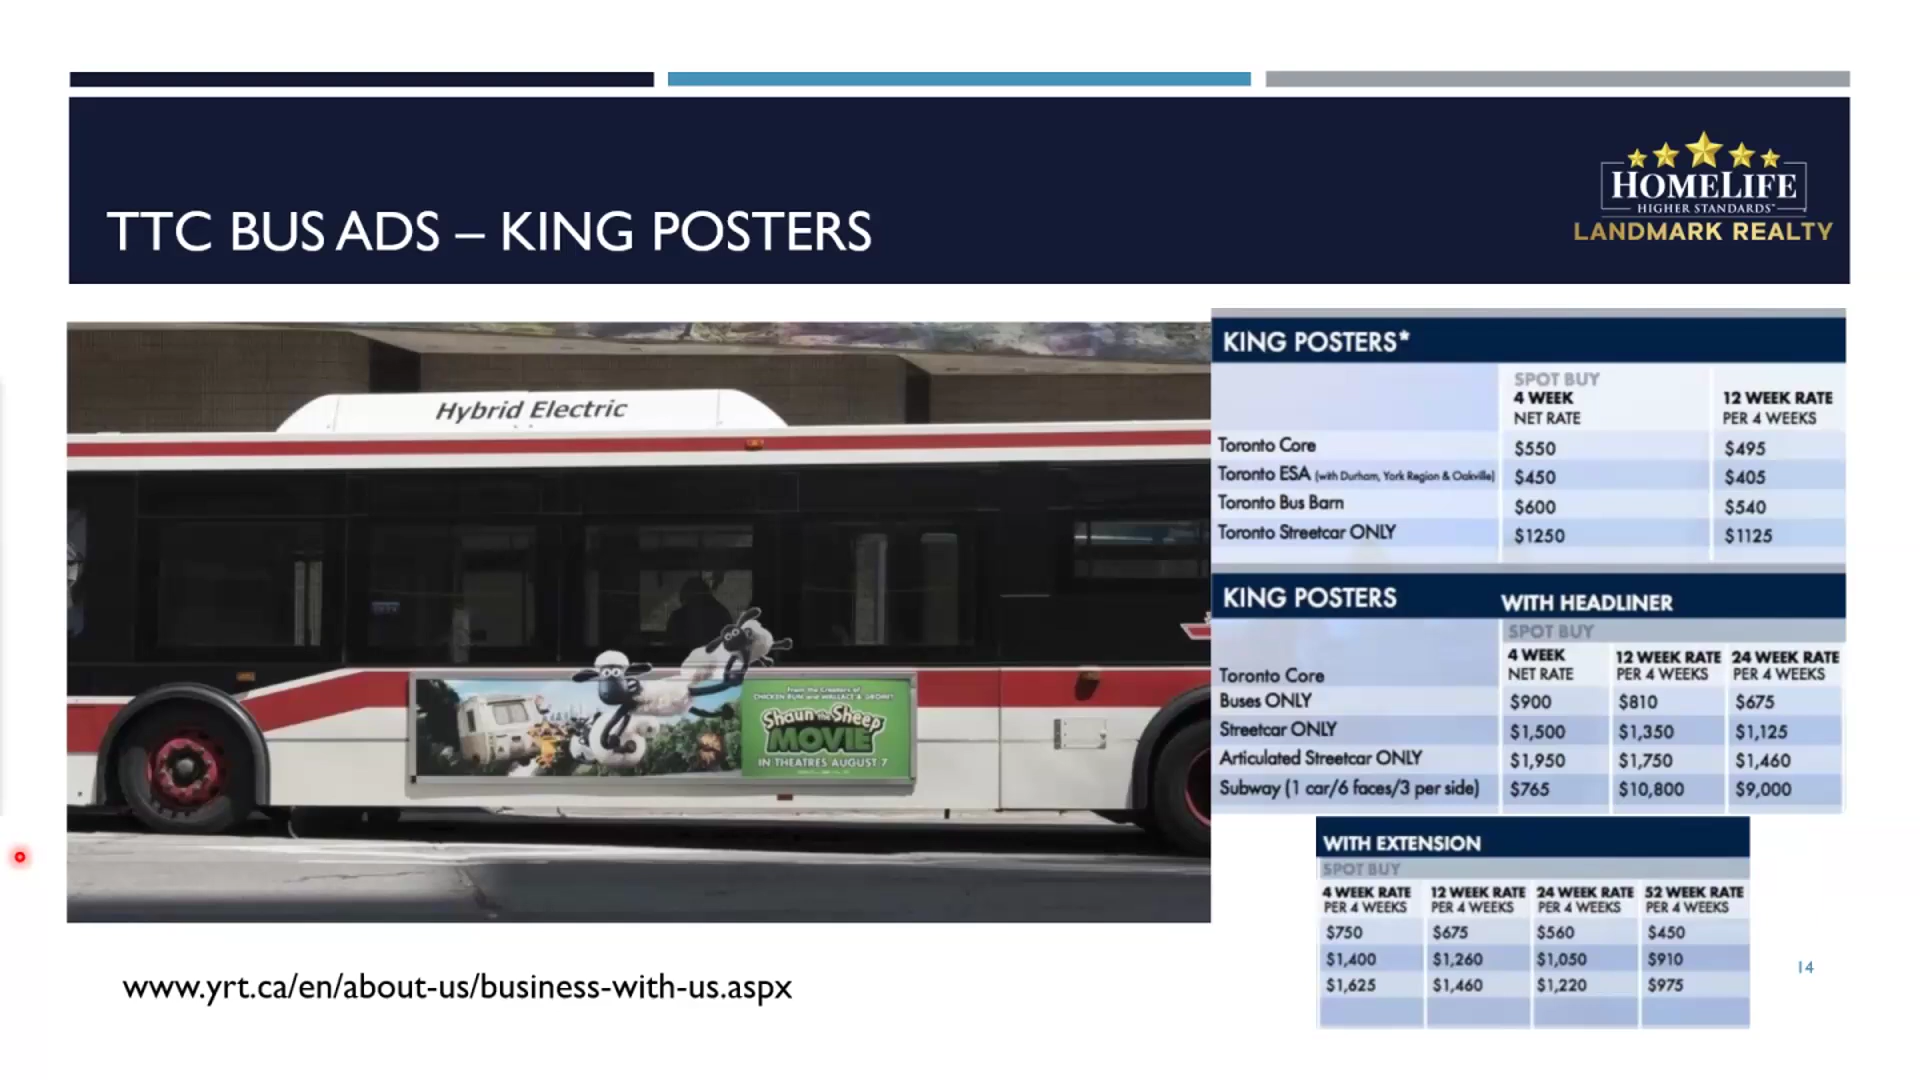 HOMELIFE
HIGHER STANDARDS
LANDMARK REALTY
TTC BUS ADS – KING POSTERS
Hybrid Electric
From the Creators of
CHICKEN RUN and WALLACE & GROMIT
Shaun the Sheep
MOVIE
IN THEATRES AUGUST 7
KING POSTERS*
SPOT BUY
4 WEEK 12 WEEK RATE
NET RATE PER 4 WEEKS
Toronto Core $550 $495
Toronto ESA (with Durham, York Region & Oakville) $450 $405
Toronto Bus Barn $600 $540
Toronto Streetcar ONLY $1250 $1125
KING POSTERS WITH HEADLINER
SPOT BUY
4 WEEK 12 WEEK RATE 24 WEEK RATE
Toronto Core NET RATE PER 4 WEEKS PER 4 WEEKS
Buses ONLY $900 $810 $675
Streetcar ONLY $1,500 $1,350 $1,125
Articulated Streetcar ONLY $1,950 $1,750 $1,460
Subway (1 car/6 faces/3 per side) $765 $10,800 $9,000
WITH EXTENSION
SPOT BUY
4 WEEK RATE 12 WEEK RATE 24 WEEK RATE 52 WEEK RATE
PER 4 WEEKS PER 4 WEEKS PER 4 WEEKS PER 4 WEEKS
$750 $675 $560 $450
$1,400 $1,260 $1,050 $910
$1,625 $1,460 $1,220 $975
www.yrt.ca/en/about-us/business-with-us.aspx
14